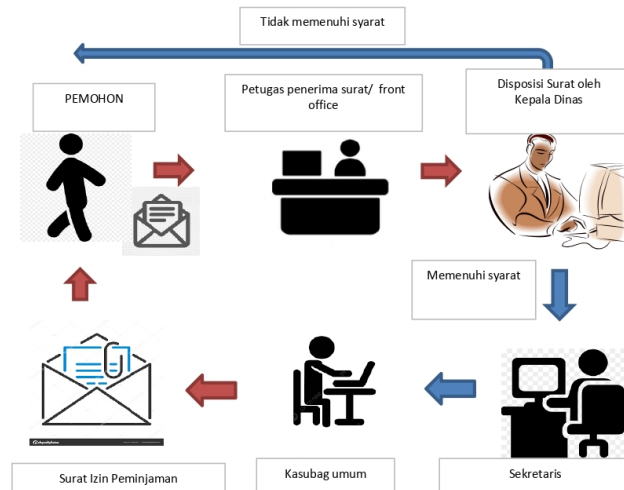 Tidak memenuhi syarat
PEMOHON
Petugas penerima surat/ front
office
Disposisi Surat oleh
Kepala Dinas
Memenuhi syarat
Surat Izin Peminjaman
Kasubag umum
Sekretaris